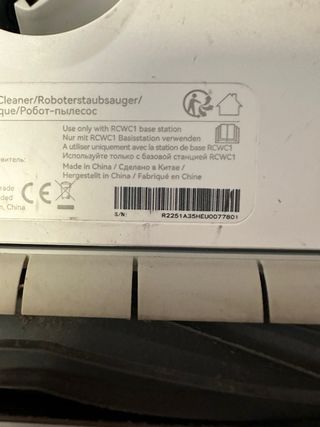 Cleaner/Roboterstaubsauger/
que/Робот-пылесос
Use only with RCWC1 base station
Nur mit RCWC1 Basisstation verwenden
A utiliser uniquement avec la station de base RCWC1
Используйте только с базовой станцией RCWC1
Made in China / Сделано в Китае /
Hergestellt in China / Fabriqué en Chine
витель:
rade
ded
n, China
CE
S/N: R2251A35HEU0077801